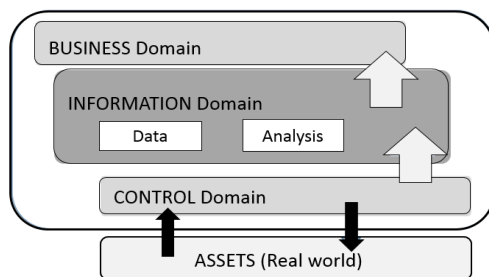 BUSINESS Domain
INFORMATION Domain
Data Analysis
CONTROL Domain
ASSETS (Real world)